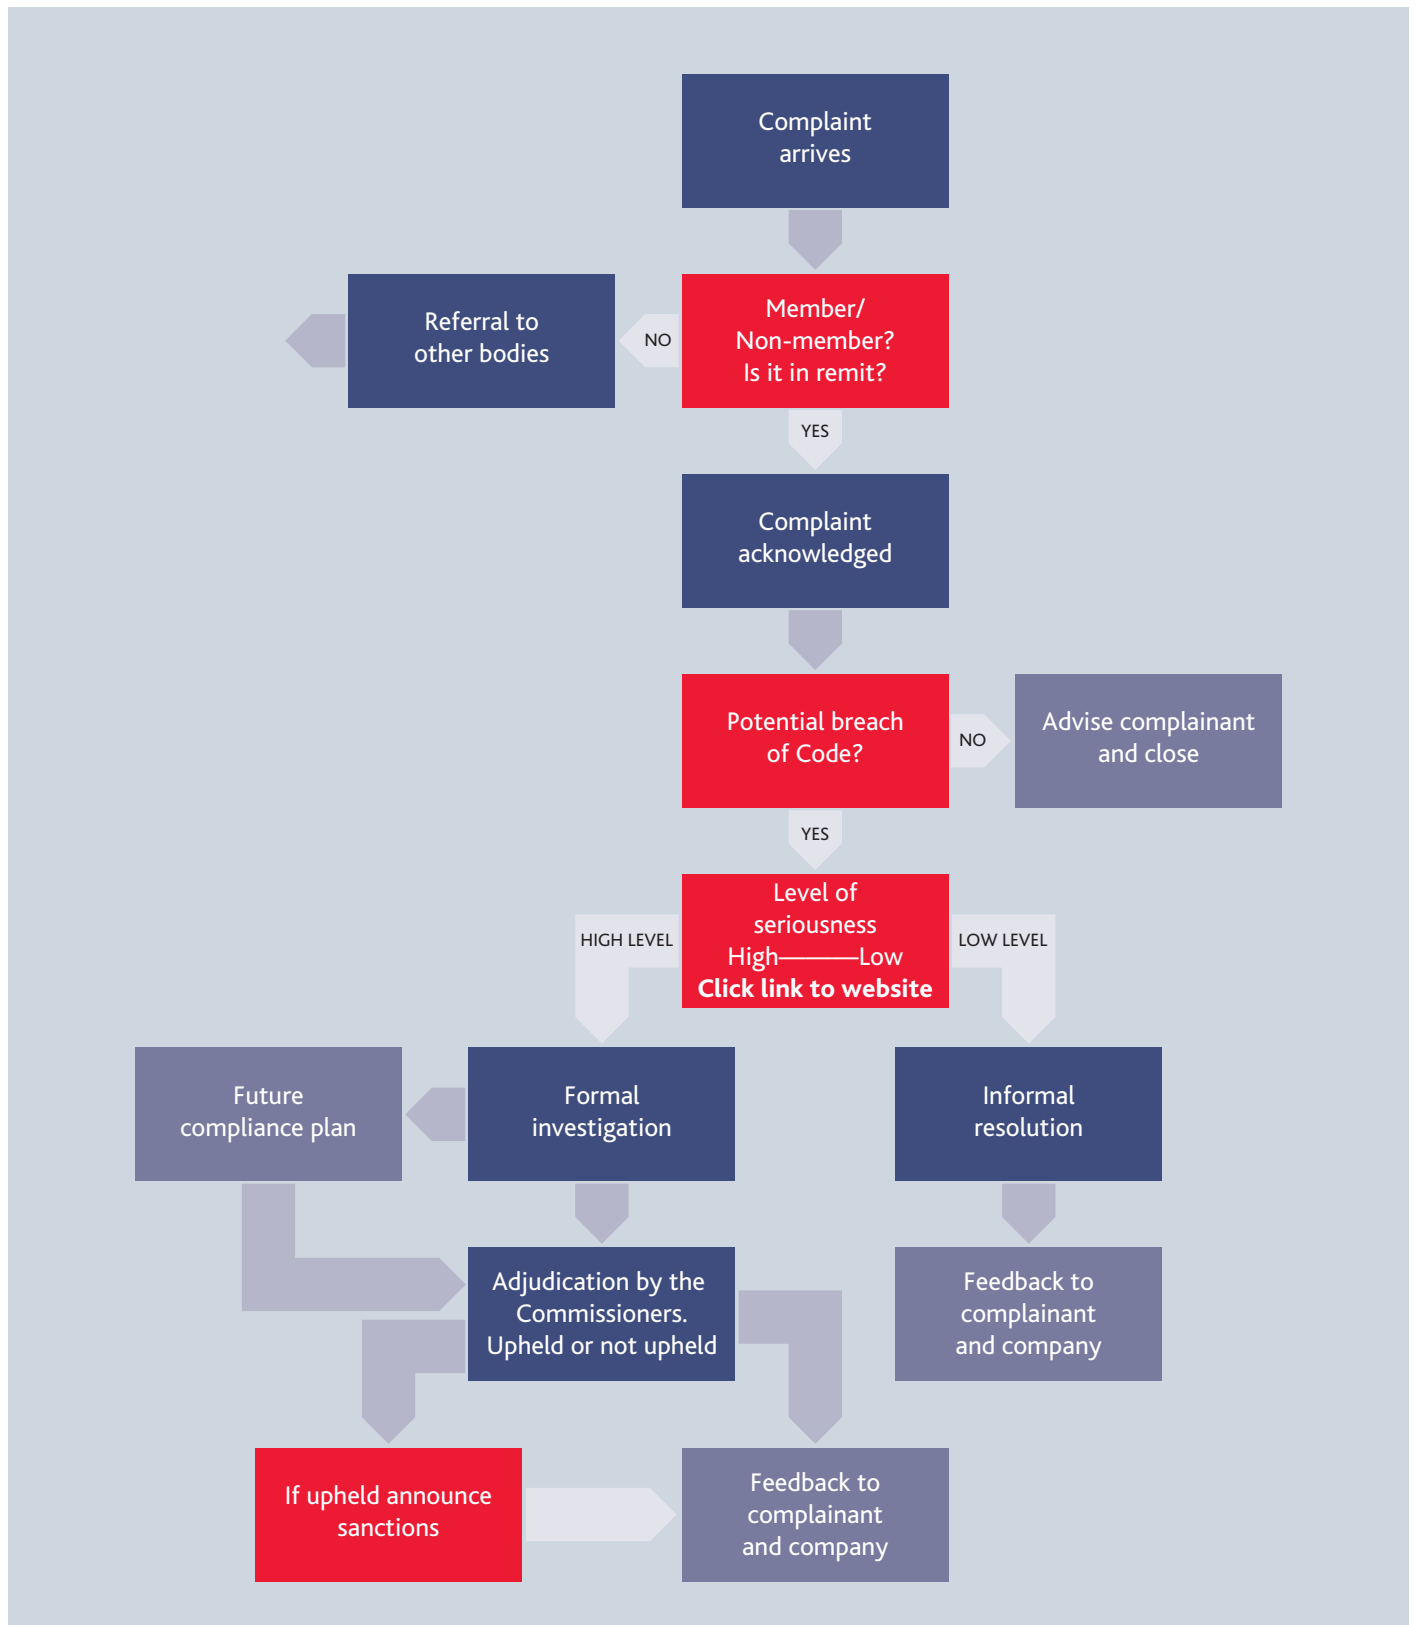 Complaint
arrives
Referral to
other bodies
NO
Member/
Non-member?
Is it in remit?
YES
Complaint
acknowledged
Potential breach
of Code?
NO
Advise complainant
and close
YES
HIGH LEVEL
Level of
seriousness
High———Low
Click link to website
LOW LEVEL
Future
compliance plan
Formal
investigation
Informal
resolution
Adjudication by the
Commissioners.
Upheld or not upheld
Feedback to
complainant
and company
If upheld announce
sanctions
Feedback to
complainant
and company